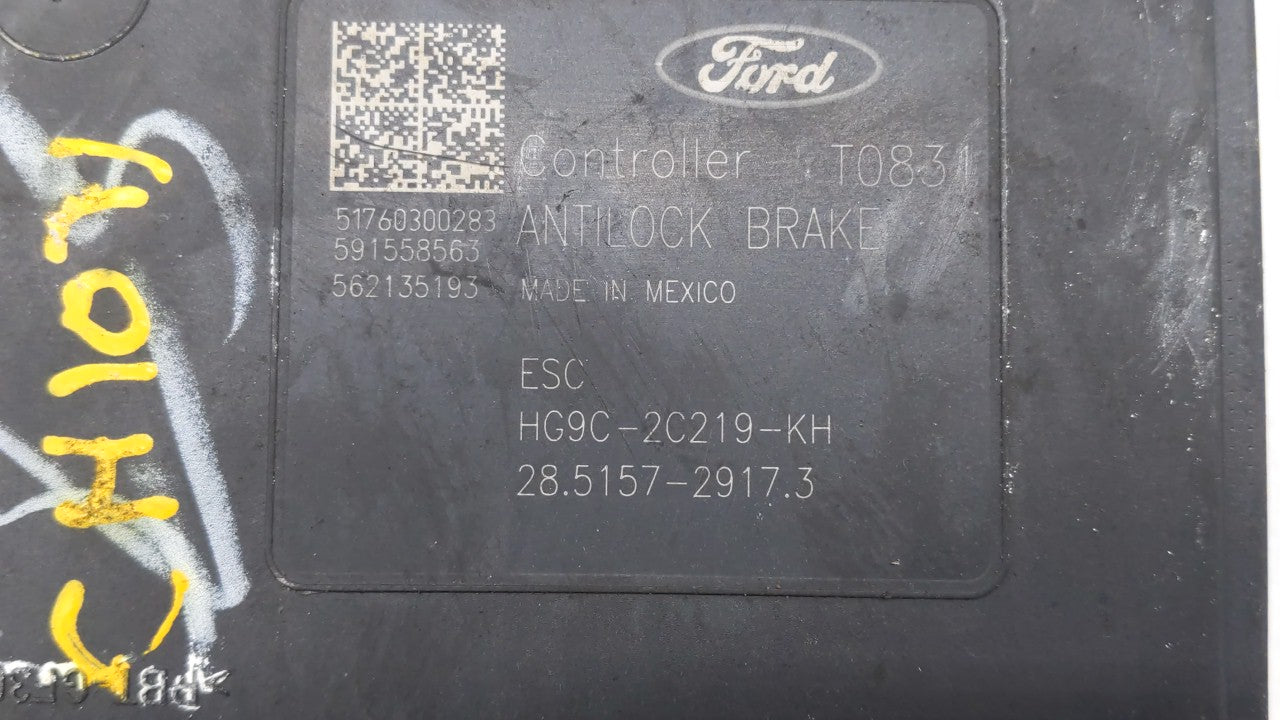 Ford
Controller T0831
51760300283 ANTILOCK BRAKE
591558563
562135193 MADE IN MEXICO
ESC
HG9C-2C219-KH
28.5157-2917.3